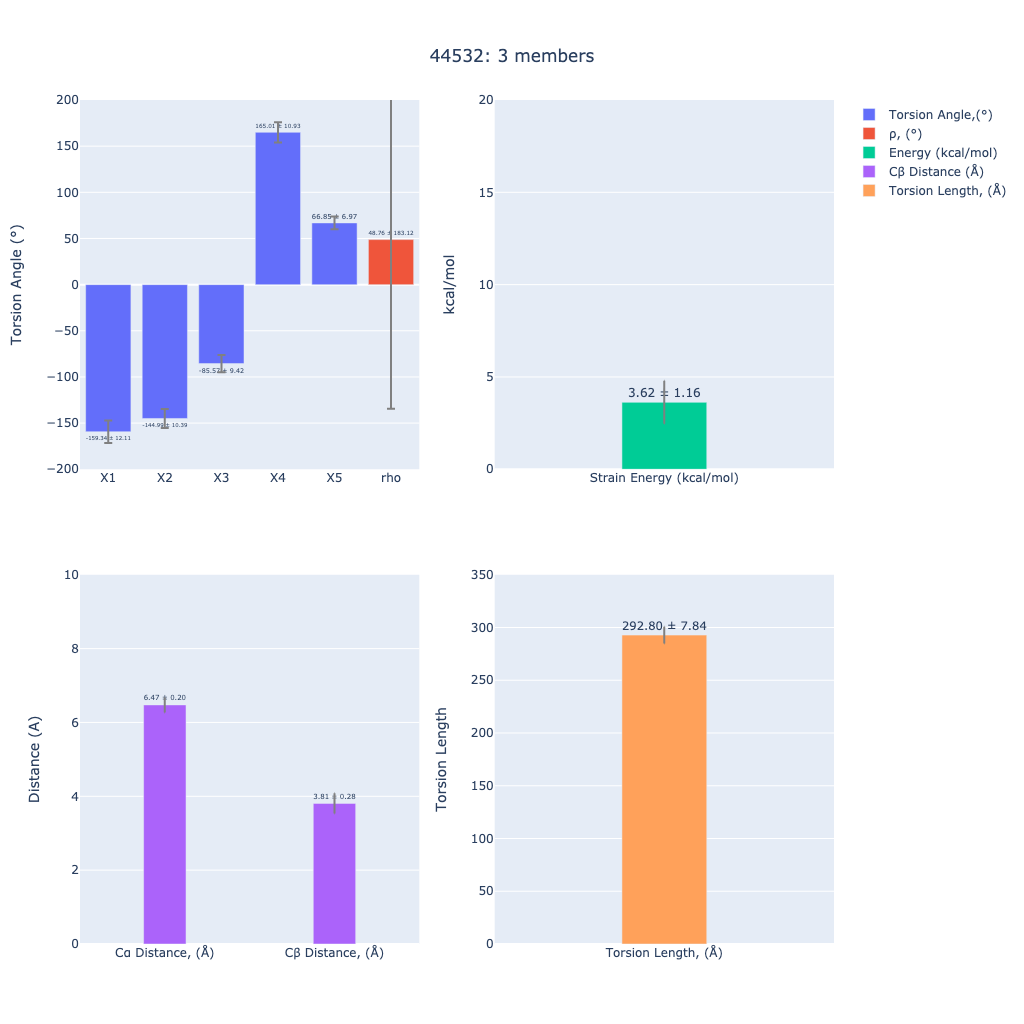 44532: 3 members
Torsion Angle (°)
200
150
100
50
0
−50
−100
−150
−200
-159.34 ± 12.11
-144.99 ± 10.39
-85.57 ± 9.42
165.01 ± 10.93
66.85 ± 6.97
48.76 ± 183.12
X1
X2
X3
X4
X5
rho
kcal/mol
20
15
10
5
0
3.62 ± 1.16
Strain Energy (kcal/mol)
Torsion Angle,(°)
ρ, (°)
Energy (kcal/mol)
Cβ Distance (Å)
Torsion Length, (Å)
Distance (A)
10
8
6
4
2
0
6.47 ± 0.20
3.81 ± 0.28
Cα Distance, (Å)
Cβ Distance, (Å)
Torsion Length
350
300
250
200
150
100
50
0
292.80 ± 7.84
Torsion Length, (Å)